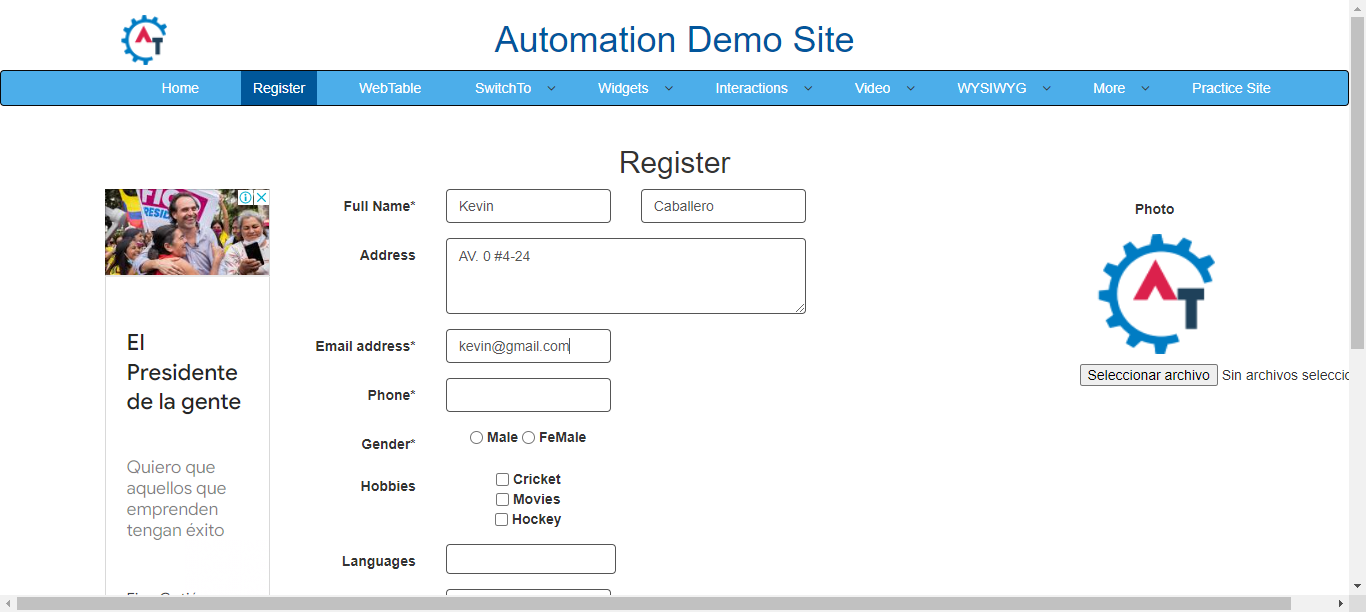 AT
Automation Demo Site
Home Register WebTable SwitchTo Widgets Interactions Video WYSIWYG More Practice Site
Register
Full Name* Kevin Caballero
Photo
AT
Address AV. 0 #4-24
Email address* kevin@gmail.com
Seleccionar archivo Sin archivos seleccio
Phone*
Gender* Male FeMale
Hobbies Cricket
Movies
Hockey
Languages
El
Presidente
de la gente
Quiero que
aquellos que
emprenden
tengan éxito